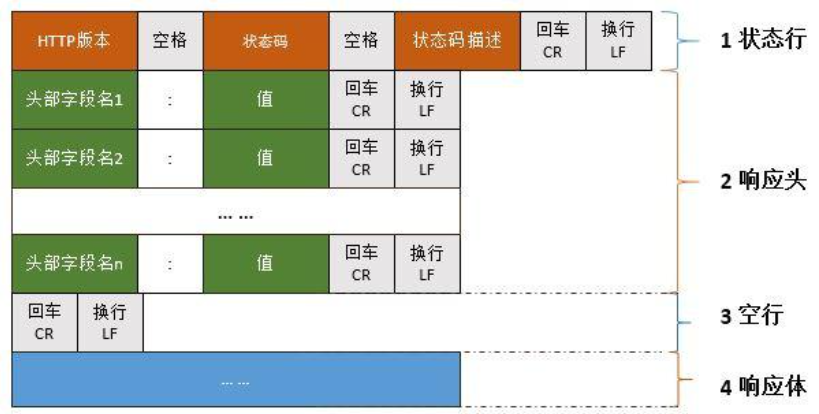 HTTP版本 空格 状态码 空格 状态码描述 回车 CR 换行 LF 1 状态行
头部字段名1 : 值 回车 CR 换行 LF
头部字段名2 : 值 回车 CR 换行 LF
2 响应头
... ...
头部字段名n : 值 回车 CR 换行 LF
回车 CR 换行 LF 3 空行
... ... 4 响应体